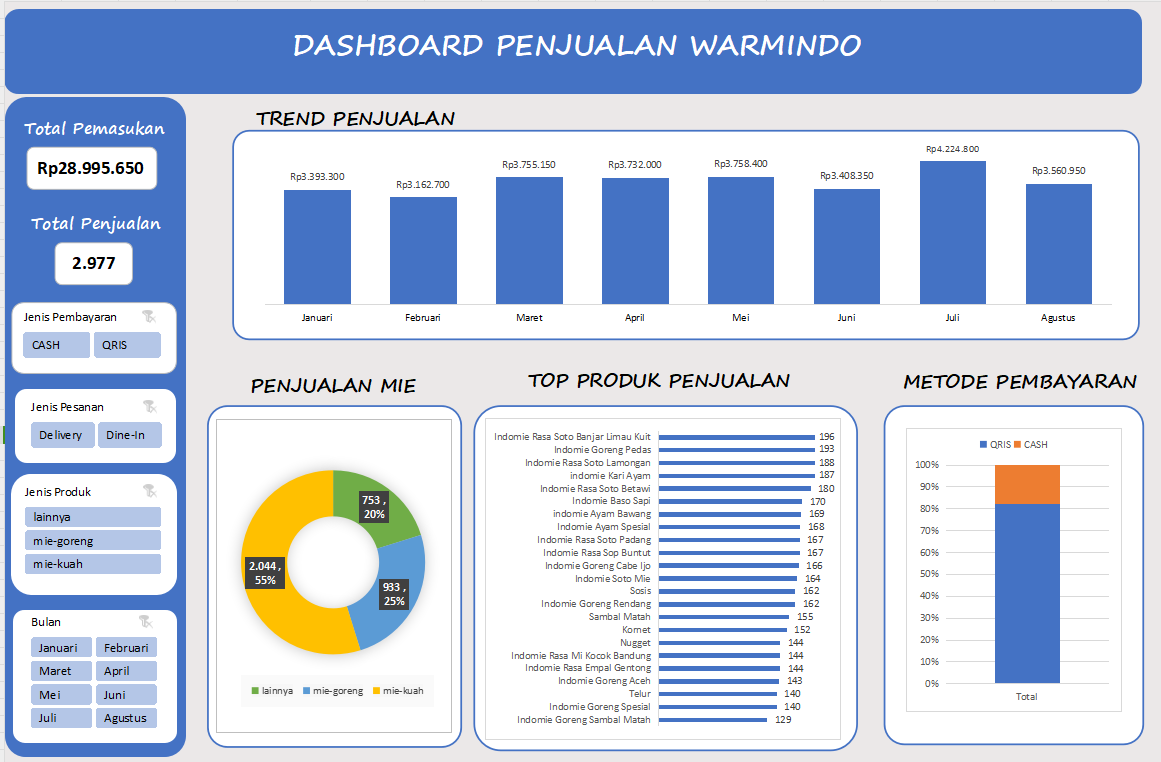 DASHBOARD PENJUALAN WARMINDO
Total Pemasukan
Rp28.995.650
Total Penjualan
2.977
Jenis Pembayaran
CASH
QRIS
Jenis Pesanan
Delivery
Dine-In
Jenis Produk
lainnya
mie-goreng
mie-kuah
Bulan
Januari
Februari
Maret
April
Mei
Juni
Juli
Agustus
TREND PENJUALAN
Rp3.393.300
Rp3.162.700
Rp3.755.150
Rp3.732.000
Rp3.758.400
Rp3.408.350
Rp4.224.800
Rp3.560.950
Januari
Februari
Maret
April
Mei
Juni
Juli
Agustus
PENJUALAN MIE
753 ,
20%
933 ,
25%
2.044 ,
55%
lainnya
mie-goreng
mie-kuah
TOP PRODUK PENJUALAN
Indomie Rasa Soto Banjar Limau Kuit 196
Indomie Goreng Pedas 193
Indomie Rasa Soto Lamongan 188
indomie Kari Ayam 187
Indomie Rasa Soto Betawi 180
Indomie Baso Sapi 170
indomie Ayam Bawang 169
Indomie Ayam Spesial 168
Indomie Rasa Soto Padang 167
Indomie Rasa Sop Buntut 167
Indomie Goreng Cabe Ijo 166
Indomie Soto Mie 164
Sosis 162
Indomie Goreng Rendang 162
Sambal Matah 155
Kornet 152
Nugget 144
Indomie Rasa Mi Kocok Bandung 144
Indomie Rasa Empal Gentong 144
Indomie Goreng Aceh 143
Telur 140
Indomie Goreng Spesial 140
Indomie Goreng Sambal Matah 129
METODE PEMBAYARAN
QRIS
CASH
100%
90%
80%
70%
60%
50%
40%
30%
20%
10%
0%
Total